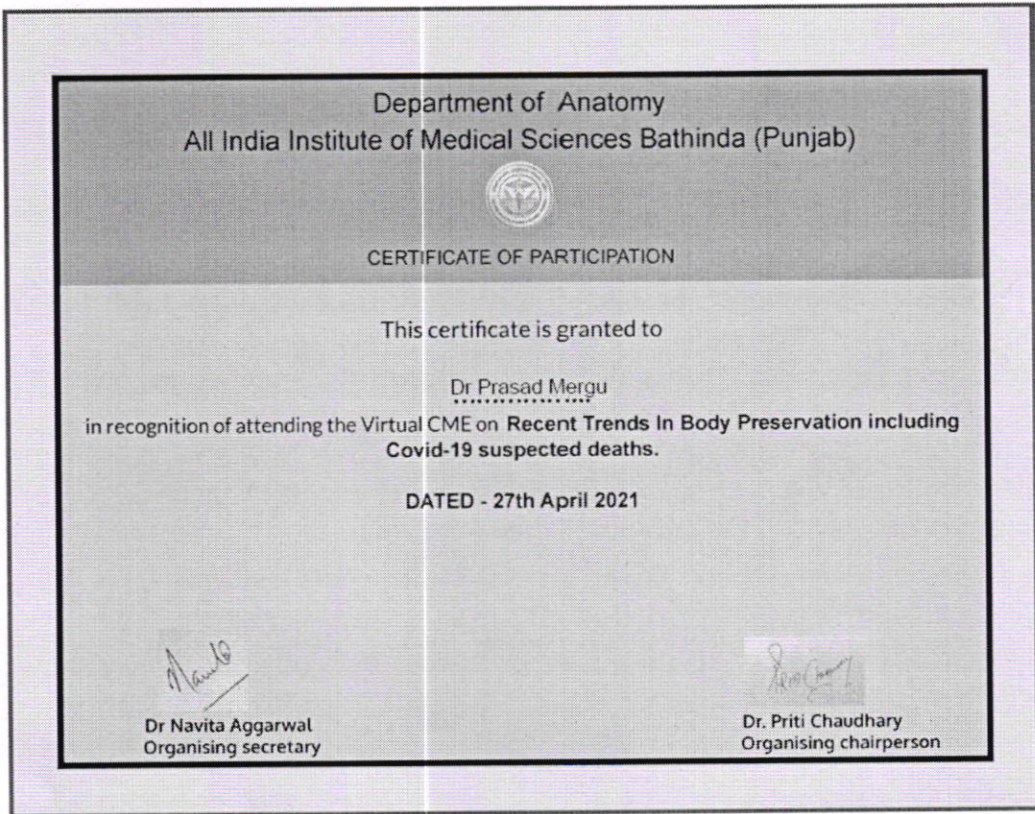 Department of Anatomy
All India Institute of Medical Sciences Bathinda (Punjab)
CERTIFICATE OF PARTICIPATION
This certificate is granted to
Dr Prasad Mergu
in recognition of attending the Virtual CME on Recent Trends In Body Preservation including
Covid-19 suspected deaths.
DATED - 27th April 2021
Dr Navita Aggarwal
Organising secretary
Dr. Priti Chaudhary
Organising chairperson